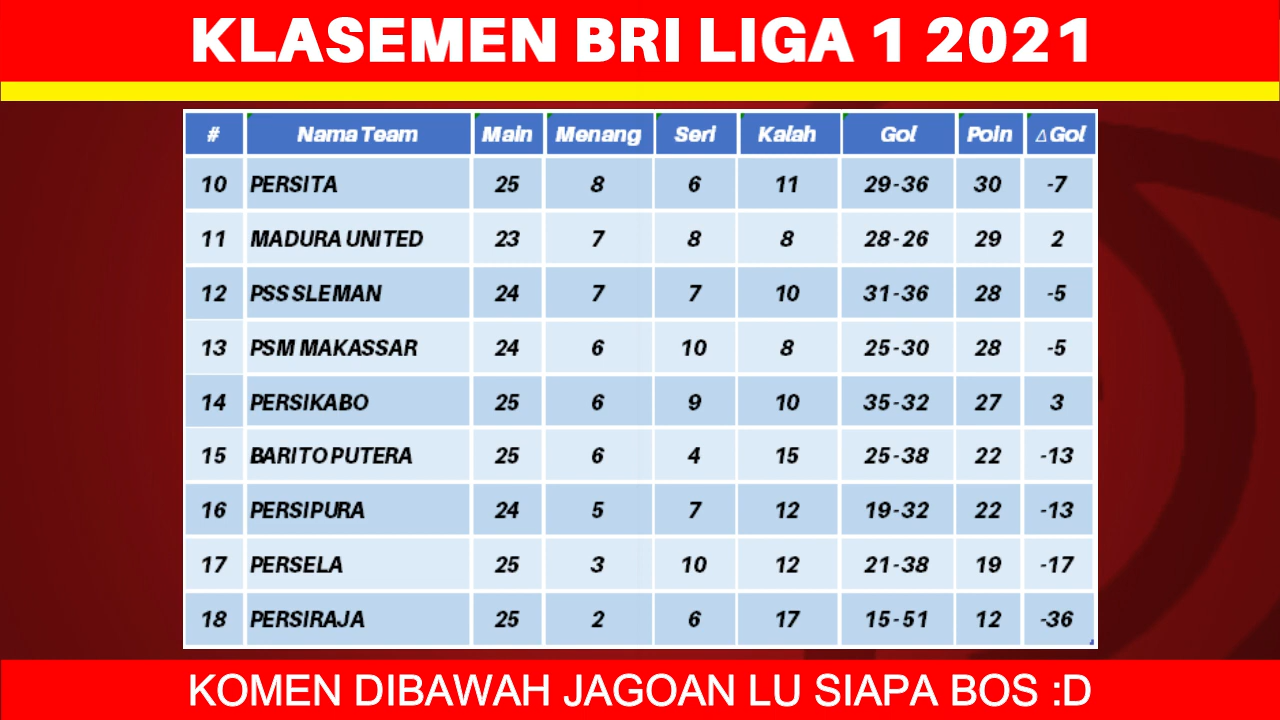 KLASEMEN BRI LIGA 1 2021
# Nama Team Main Menang Seri Kalah Gol Poin △ Gol
10 PERSITA 25 8 6 11 29-36 30 -7
11 MADURA UNITED 23 7 8 8 28-26 29 2
12 PSS SLEMAN 24 7 7 10 31-36 28 -5
13 PSM MAKASSAR 24 6 10 8 25-30 28 -5
14 PERSIKABO 25 6 9 10 35-32 27 3
15 BARITO PUTERA 25 6 4 15 25-38 22 -13
16 PERSIPURA 24 5 7 12 19-32 22 -13
17 PERSELA 25 3 10 12 21-38 19 -17
18 PERSIRAJA 25 2 6 17 15-51 12 -36
KOMEN DIBAWAH JAGOAN LU SIAPA BOS :D